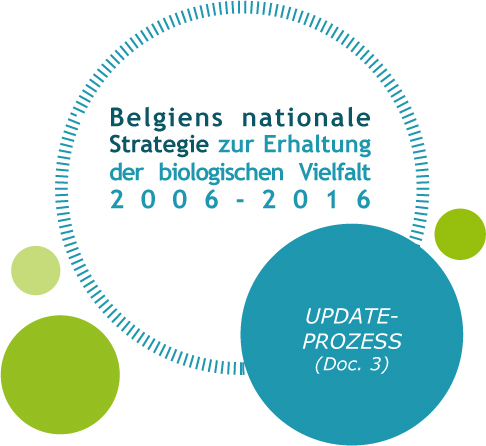 Belgiens nationale
Strategie zur Erhaltung
der biologischen Vielfalt
2006-2016
UPDATE-
PROZESS
(Doc. 3)